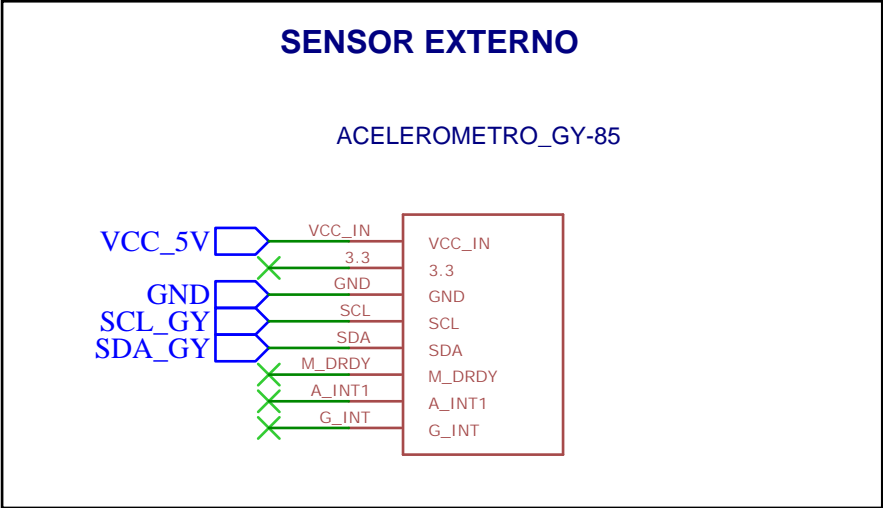 SENSOR EXTERNO
ACELEROMETRO_GY-85
VCC_5V VCC_IN VCC_IN
3.3 3.3
GND GND GND
SCL_GY SCL SCL
SDA_GY SDA SDA
M_DRDY M_DRDY
A_INT1 A_INT1
G_INT G_INT